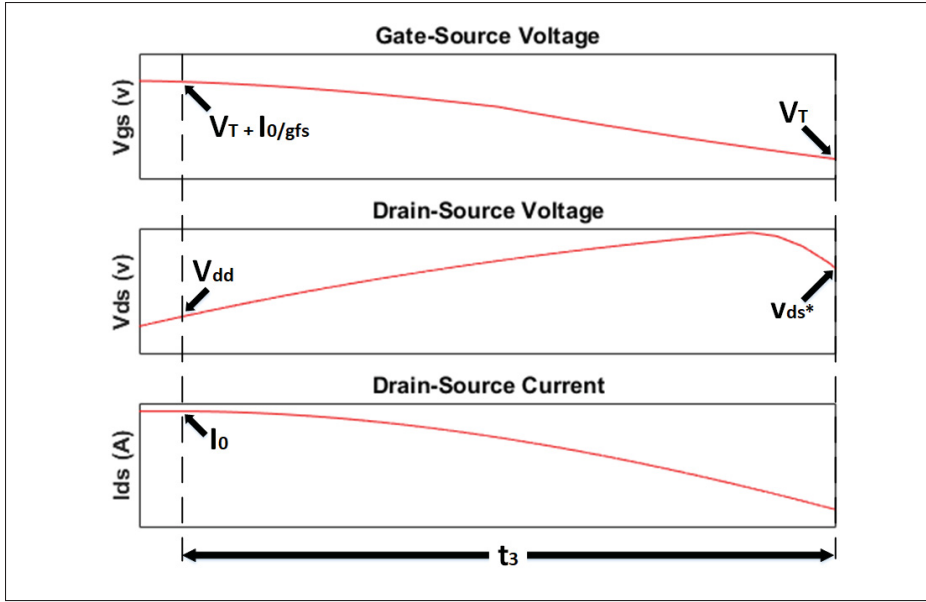 Gate-Source Voltage
Vgs (v)
VT + I0/gfs
VT
Drain-Source Voltage
Vds (v)
Vdd
vds*
Drain-Source Current
Ids (A)
I0
t3